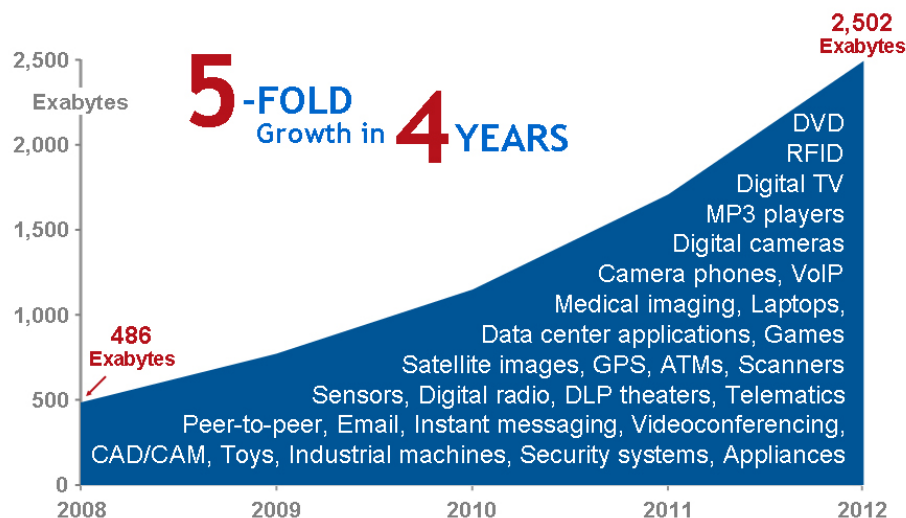 2,502
Exabytes
2,500
Exabytes
5-FOLD
Growth in 4 YEARS
2,000
1,500
1,000
500
0
486
Exabytes
DVD
RFID
Digital TV
MP3 players
Digital cameras
Camera phones, VoIP
Medical imaging, Laptops,
Data center applications, Games
Satellite images, GPS, ATMs, Scanners
Sensors, Digital radio, DLP theaters, Telematics
Peer-to-peer, Email, Instant messaging, Videoconferencing,
CAD/CAM, Toys, Industrial machines, Security systems, Appliances
2008 2009 2010 2011 2012